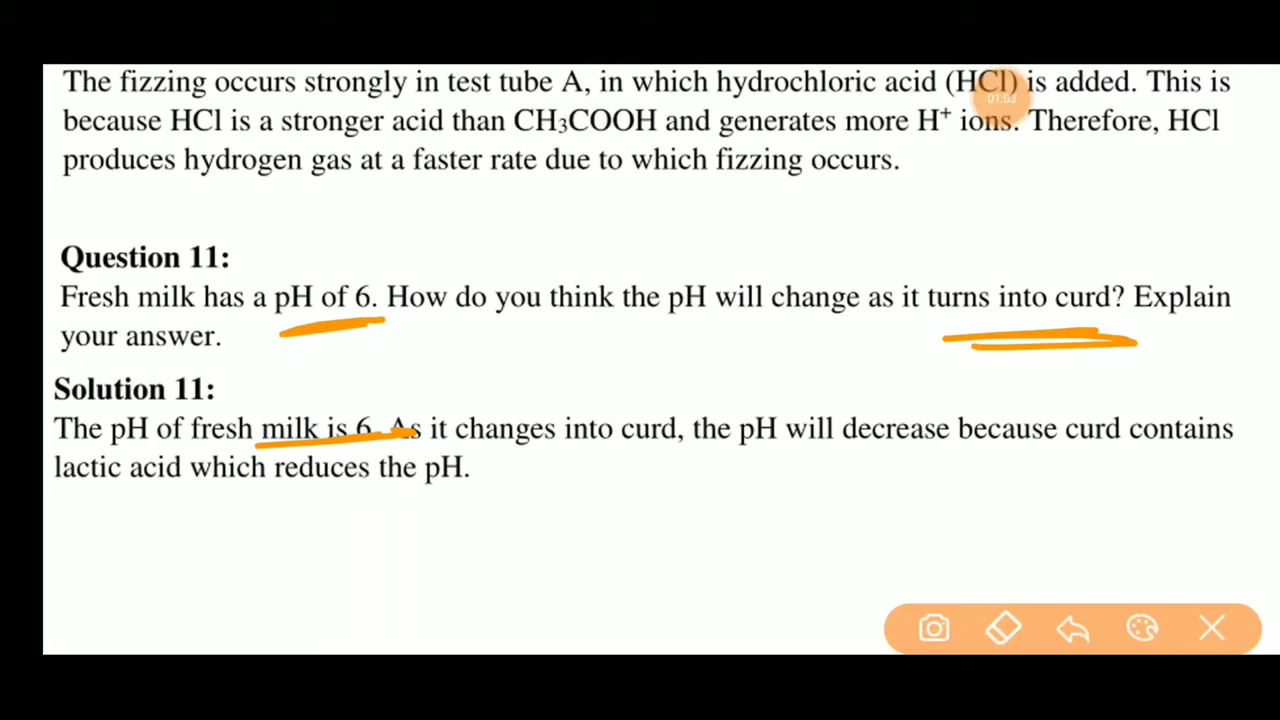 The fizzing occurs strongly in test tube A, in which hydrochloric acid (HCl) is added. This is
01:03
because HCl is a stronger acid than CH₃COOH and generates more H⁺ ions. Therefore, HCl
produces hydrogen gas at a faster rate due to which fizzing occurs.
Question 11:
Fresh milk has a pH of 6. How do you think the pH will change as it turns into curd? Explain
your answer.
Solution 11:
The pH of fresh milk is 6. As it changes into curd, the pH will decrease because curd contains
lactic acid which reduces the pH.